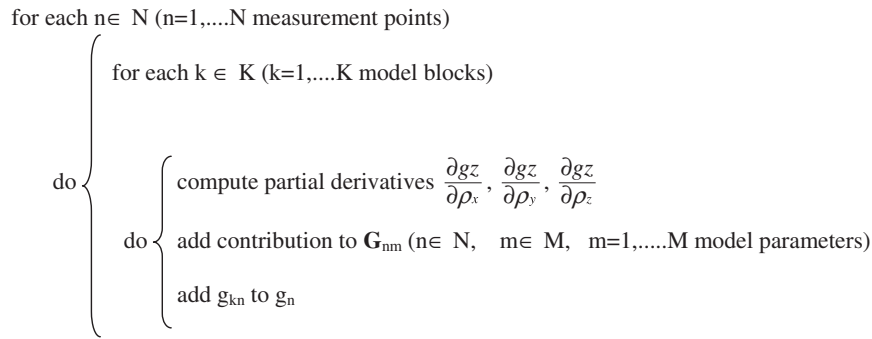 for each n∈ N (n=1,....N measurement points)
for each k ∈ K (k=1,....K model blocks)
do
compute partial derivatives ∂gz/∂ρx, ∂gz/∂ρy, ∂gz/∂ρz
do
add contribution to Gnm (n∈ N, m∈ M, m=1,.....M model parameters)
add gkn to gn